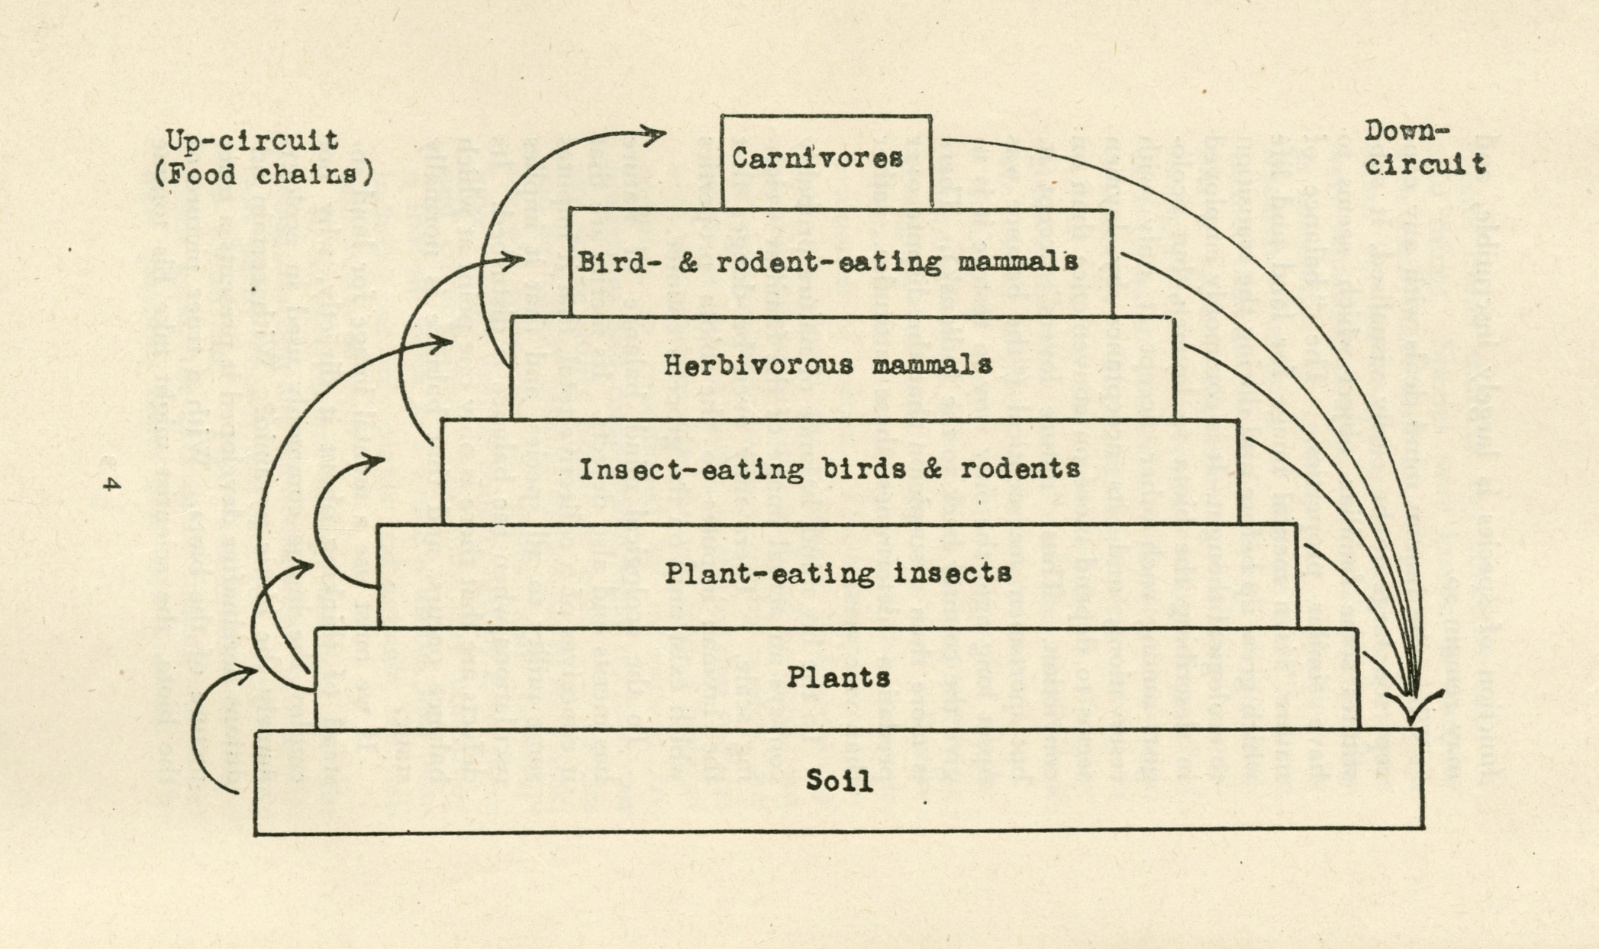 Up-circuit
(Food chains)
Down-
circuit
Carnivores
Bird- & rodent-eating mammals
Herbivorous mammals
Insect-eating birds & rodents
Plant-eating insects
Plants
Soil
4